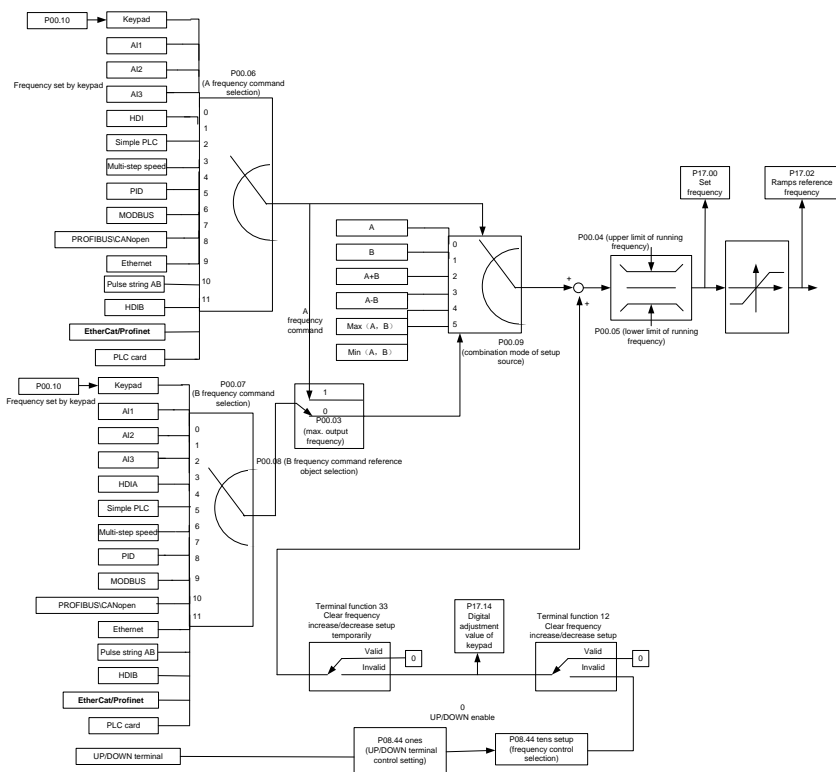 P00.10
Keypad
AI1
AI2
Frequency set by keypad
AI3
HDI
Simple PLC
Multi-step speed
PID
MODBUS
PROFIBUS\CANopen
Ethernet
Pulse string AB
HDIB
EtherCat/Profinet
PLC card
P00.06
(A frequency command
selection)
0
1
2
3
4
5
6
7
8
9
10
11
A
frequency
command
A
B
A+B
A-B
Max（A，B）
Min（A，B）
0
1
2
3
4
5
P00.09
(combination mode of setup
source)
+
+
P00.04 (upper limit of running
frequency)
P00.05 (lower limit of running
frequency)
P17.00
Set
frequency
P17.02
Ramps reference
frequency
P00.10
Frequency set by keypad
Keypad
AI1
AI2
AI3
HDIA
Simple PLC
Multi-step speed
PID
MODBUS
PROFIBUS\CANopen
Ethernet
Pulse string AB
HDIB
EtherCat/Profinet
PLC card
P00.07
(B frequency command
selection)
0
1
2
3
4
5
6
7
8
9
10
11
1
0
P00.03
(max. output
frequency)
P00.08 (B frequency command reference
object selection)
Terminal function 33
Clear frequency
increase/decrease setup
temporarily
Valid
Invalid
0
P17.14
Digital
adjustment
value of
keypad
Terminal function 12
Clear frequency
increase/decrease setup
Valid
Invalid
0
0
UP/DOWN enable
UP/DOWN terminal
P08.44 ones
(UP/DOWN terminal
control setting)
P08.44 tens setup
(frequency control
selection)